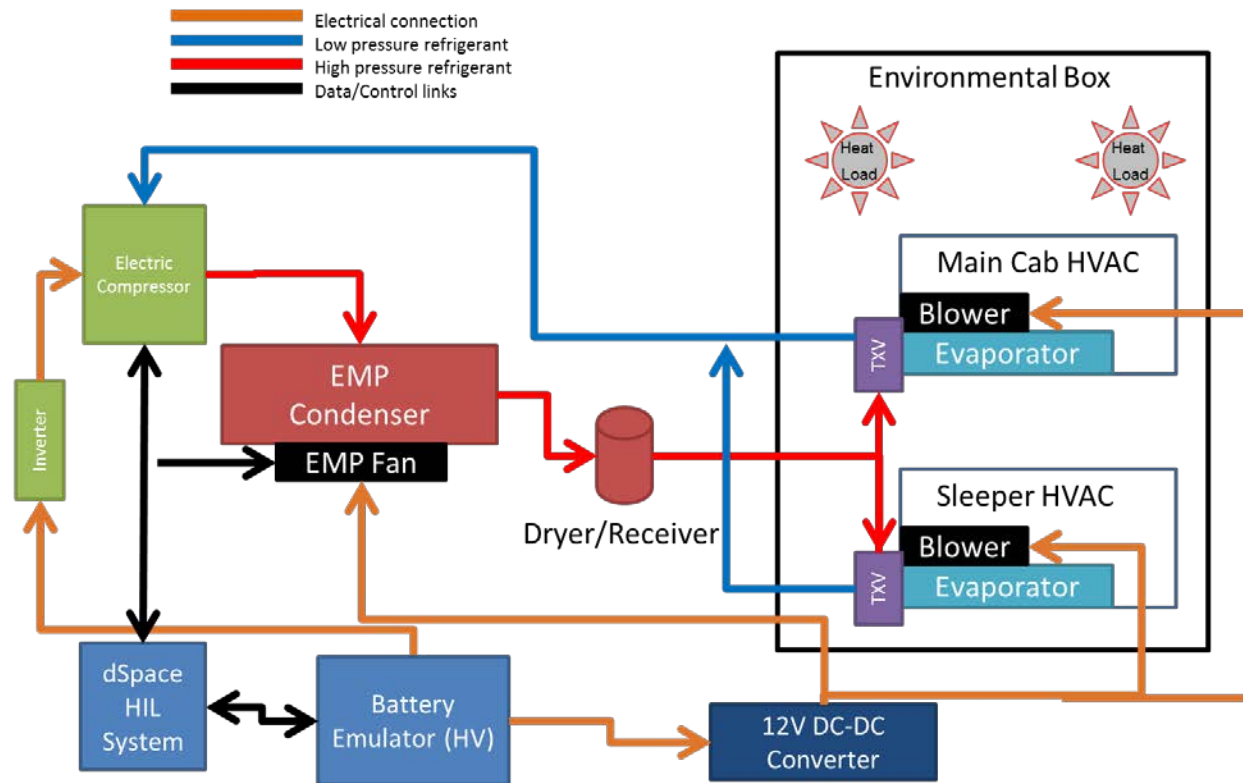 Electrical connection
Low pressure refrigerant
High pressure refrigerant
Data/Control links
Environmental Box
Heat
Load
Heat
Load
Electric
Compressor
Main Cab HVAC
Blower
TXV
Evaporator
EMP
Condenser
EMP Fan
Inverter
Dryer/Receiver
Sleeper HVAC
Blower
TXV
Evaporator
dSpace
HIL
System
Battery
Emulator (HV)
12V DC-DC
Converter